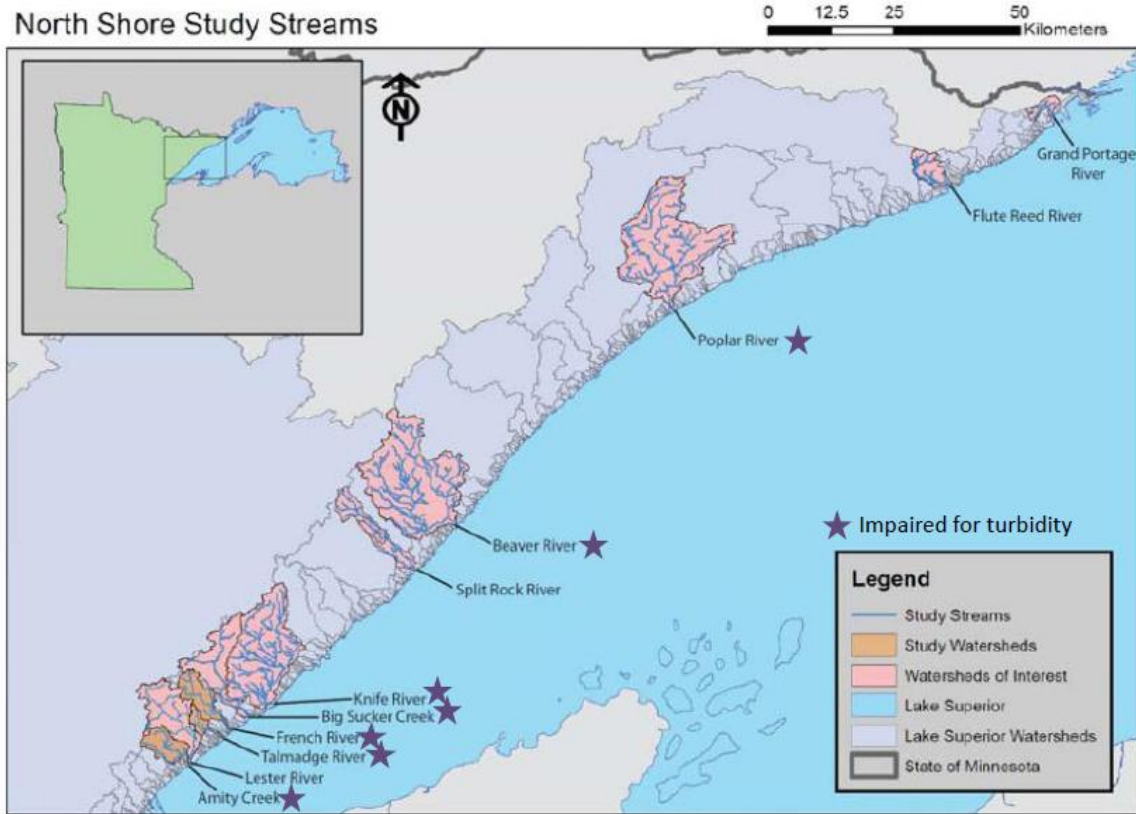 North Shore Study Streams
0 12.5 25 50
Kilometers
N
Grand Portage
River
Flute Reed River
Poplar River
Impaired for turbidity
Beaver River
Split Rock River
Legend
Study Streams
Study Watersheds
Watersheds of Interest
Lake Superior
Lake Superior Watersheds
State of Minnesota
Knife River
Big Sucker Creek
French River
Talmadge River
Lester River
Amity Creek